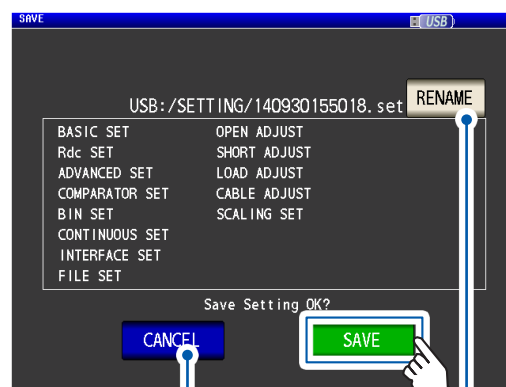 SAVE
USB
USB:/SETTING/140930155018.set
RENAME
BASIC SET OPEN ADJUST
Rdc SET SHORT ADJUST
ADVANCED SET LOAD ADJUST
COMPARATOR SET CABLE ADJUST
BIN SET SCALING SET
CONTINUOUS SET
INTERFACE SET
FILE SET
Save Setting OK?
CANCEL SAVE